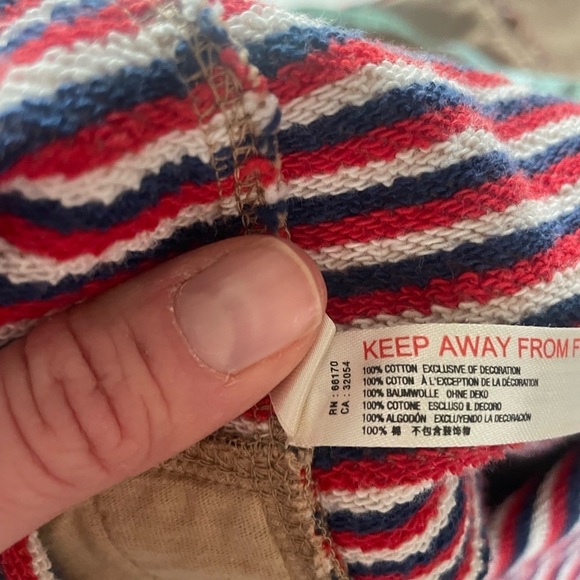 RN : 66170
CA : 32054
KEEP AWAY FROM F
100% COTTON EXCLUSIVE OF DECORATION
100% COTON À L'EXCEPTION DE LA DÉCORATION
100% BAUMWOLLE OHNE DEKO
100% COTONE ESCLUSO IL DECORO
100% ALGODÓN EXCLUYENDO LA DECORACIÓN
100% 棉 不包含装饰物